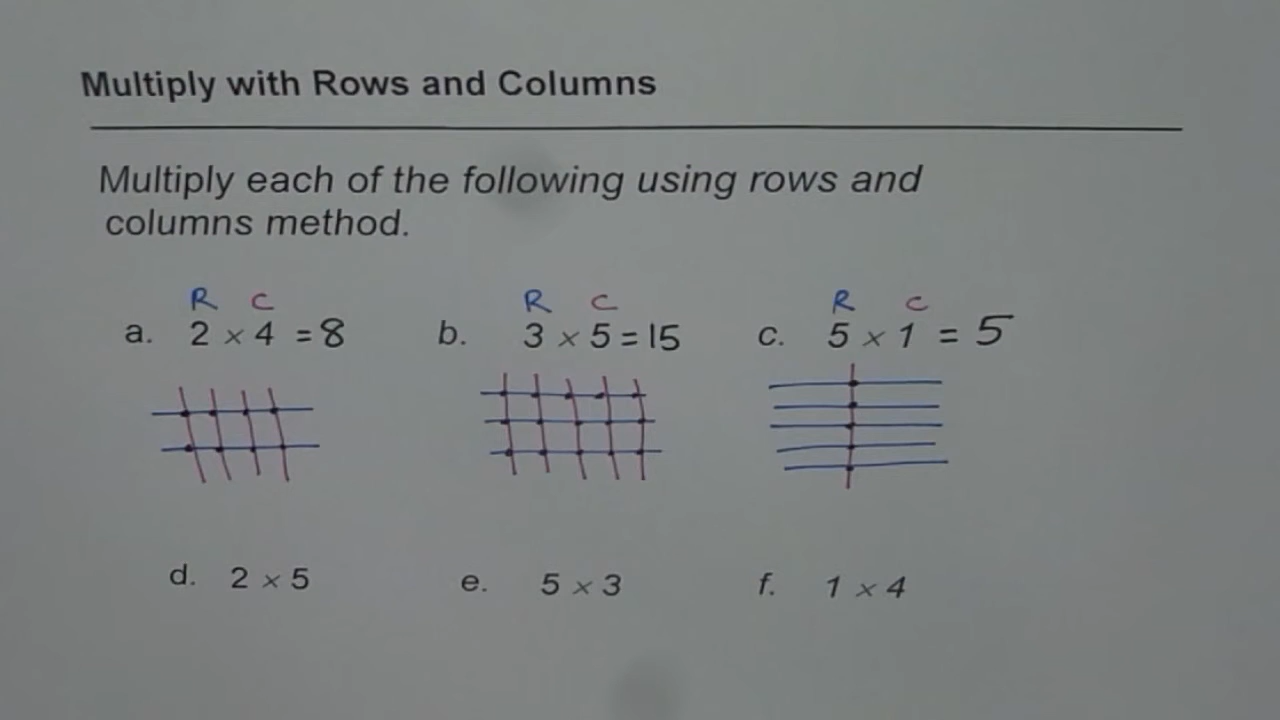 Multiply with Rows and Columns
Multiply each of the following using rows and
columns method.
R C R C R C
a. 2 × 4 = 8 b. 3 × 5 = 15 c. 5 × 1 = 5
d. 2 × 5 e. 5 × 3 f. 1 × 4